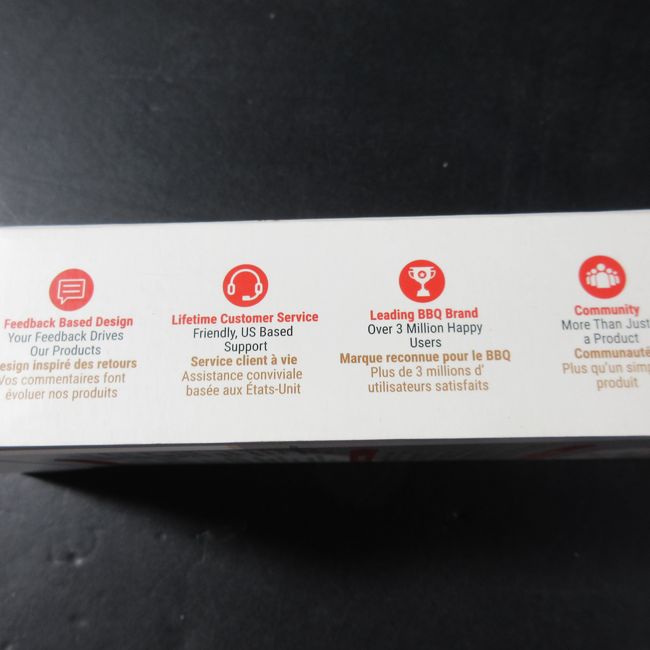 Feedback Based Design
Your Feedback Drives
Our Products
design inspiré des retours
Vos commentaires font
évoluer nos produits
Lifetime Customer Service
Friendly, US Based
Support
Service client à vie
Assistance conviviale
basée aux États-Unit
Leading BBQ Brand
Over 3 Million Happy
Users
Marque reconnue pour le BBQ
Plus de 3 millions d'
utilisateurs satisfaits
Community
More Than Just
a Product
Communauté
Plus qu'un
produit